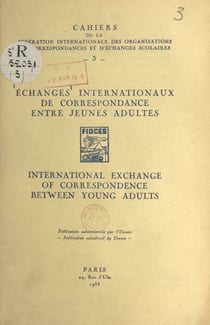 3
CAHIERS
DE LA
FÉDÉRATION INTERNATIONALE DES ORGANISATIONS
DE CORRESPONDANCES ET D'ÉCHANGES SCOLAIRES
- 3 -
R
ÉCHANGES INTERNATIONAUX
DE CORRESPONDANCE
ENTRE JEUNES ADULTES
FIOCES
INTERNATIONAL EXCHANGE
OF CORRESPONDENCE
BETWEEN YOUNG ADULTS
Publication subventionnée par l'Unesco
- Publication subsidized by Unesco -
PARIS
29, Rue d'Ulm